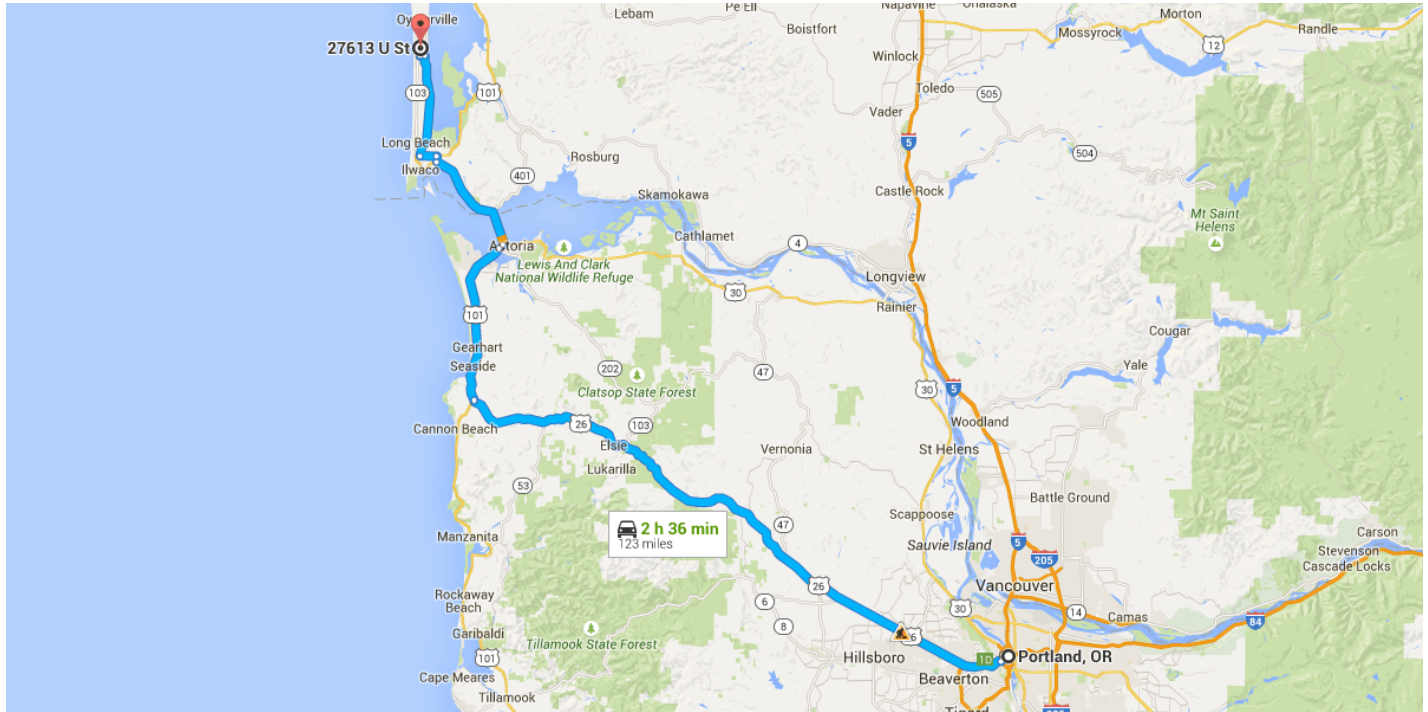 Oysterville
Lebam
Pe Ell
Napavine
Onalaska
Morton
Boistfort
Mossyrock
Randle
27613 U St
12
Winlock
101
103
Toledo
505
Vader
Long Beach
5
Rosburg
504
Ilwaco
401
Castle Rock
Skamokawa
Mt Saint
Helens
Cathlamet
4
Astoria
Lewis And Clark
National Wildlife Refuge
Longview
30
Rainier
101
Cougar
Gearhart
Seaside
202
47
Yale
Clatsop State Forest
30
5
Cannon Beach
26
103
Woodland
Elsie
Vernonia
St Helens
Lukarilla
53
Battle Ground
Scappoose
2 h 36 min
123 miles
47
Manzanita
Sauvie Island
5
205
Carson
Stevenson
Cascade Locks
26
Vancouver
Rockaway
Beach
6
30
14
Camas
84
8
Garibaldi
Tillamook State Forest
26
101
Hillsboro
1D
Portland, OR
Cape Meares
Beaverton
Tillamook
Tigard
205